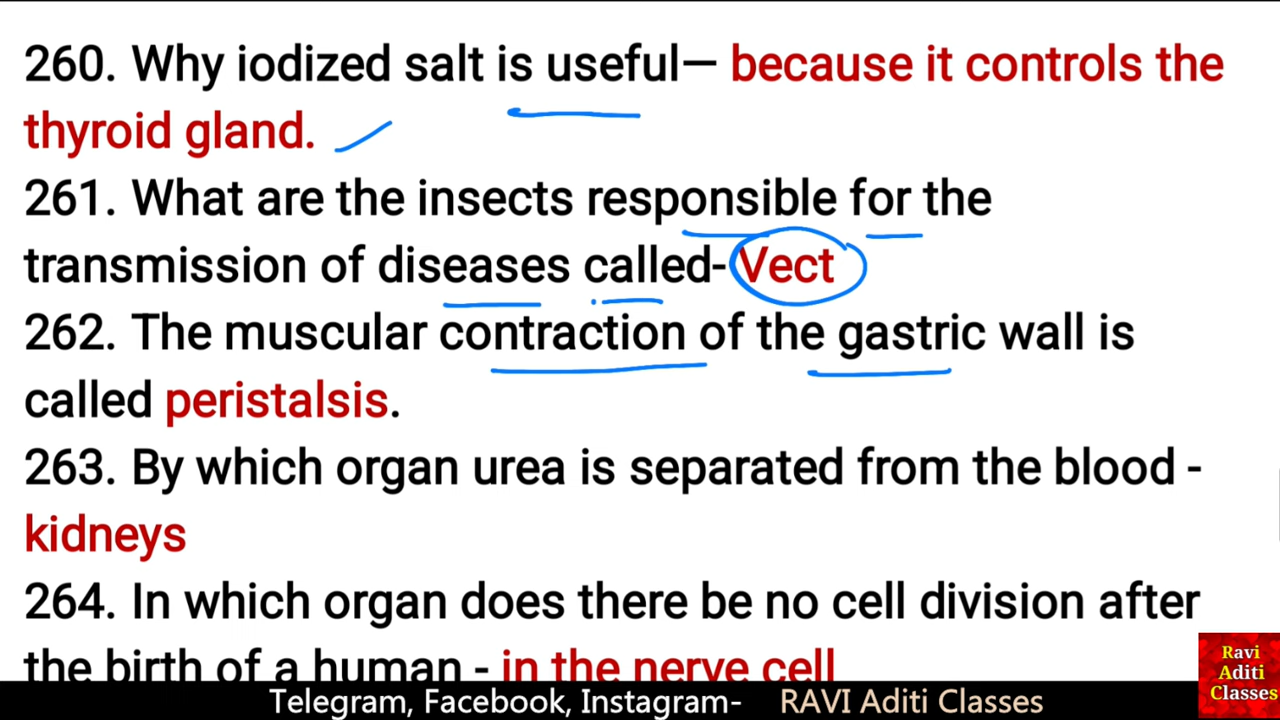 260. Why iodized salt is useful— because it controls the
thyroid gland.
261. What are the insects responsible for the
transmission of diseases called- Vect
262. The muscular contraction of the gastric wall is
called peristalsis.
263. By which organ urea is separated from the blood -
kidneys
264. In which organ does there be no cell division after
the birth of a human - in the nerve cell
Ravi
Aditi
Classes
Telegram, Facebook, Instagram- RAVI Aditi Classes